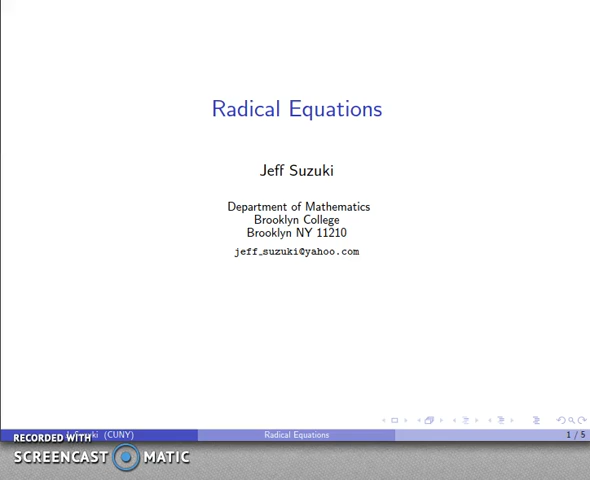 Radical Equations
Jeff Suzuki
Department of Mathematics
Brooklyn College
Brooklyn NY 11210
jeff_suzuki@yahoo.com
(CUNY)
Radical Equations
1 / 5
RECORDED WITH
SCREENCAST MATIC